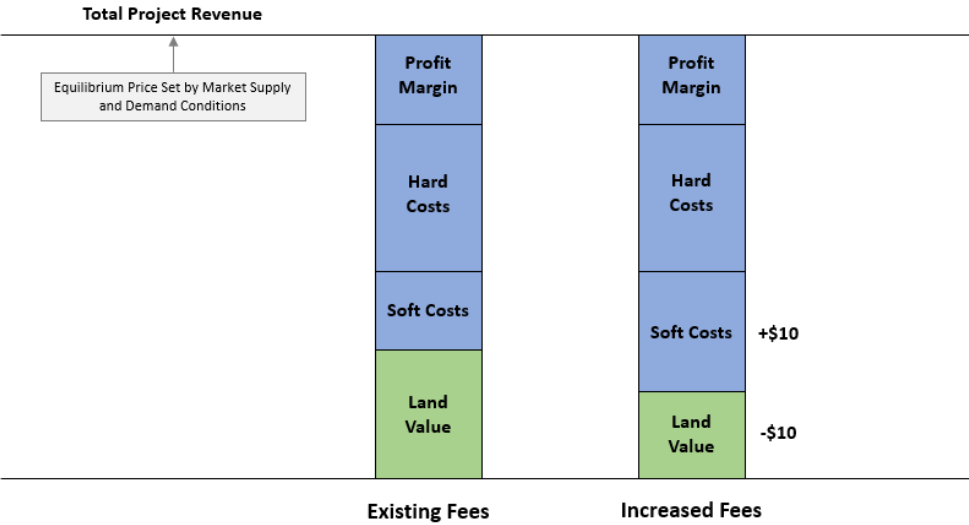 Total Project Revenue
Equilibrium Price Set by Market Supply
and Demand Conditions
Profit
Margin
Hard
Costs
Soft Costs
Land
Value
Existing Fees
Profit
Margin
Hard
Costs
Soft Costs
+$10
Land
Value
-$10
Increased Fees